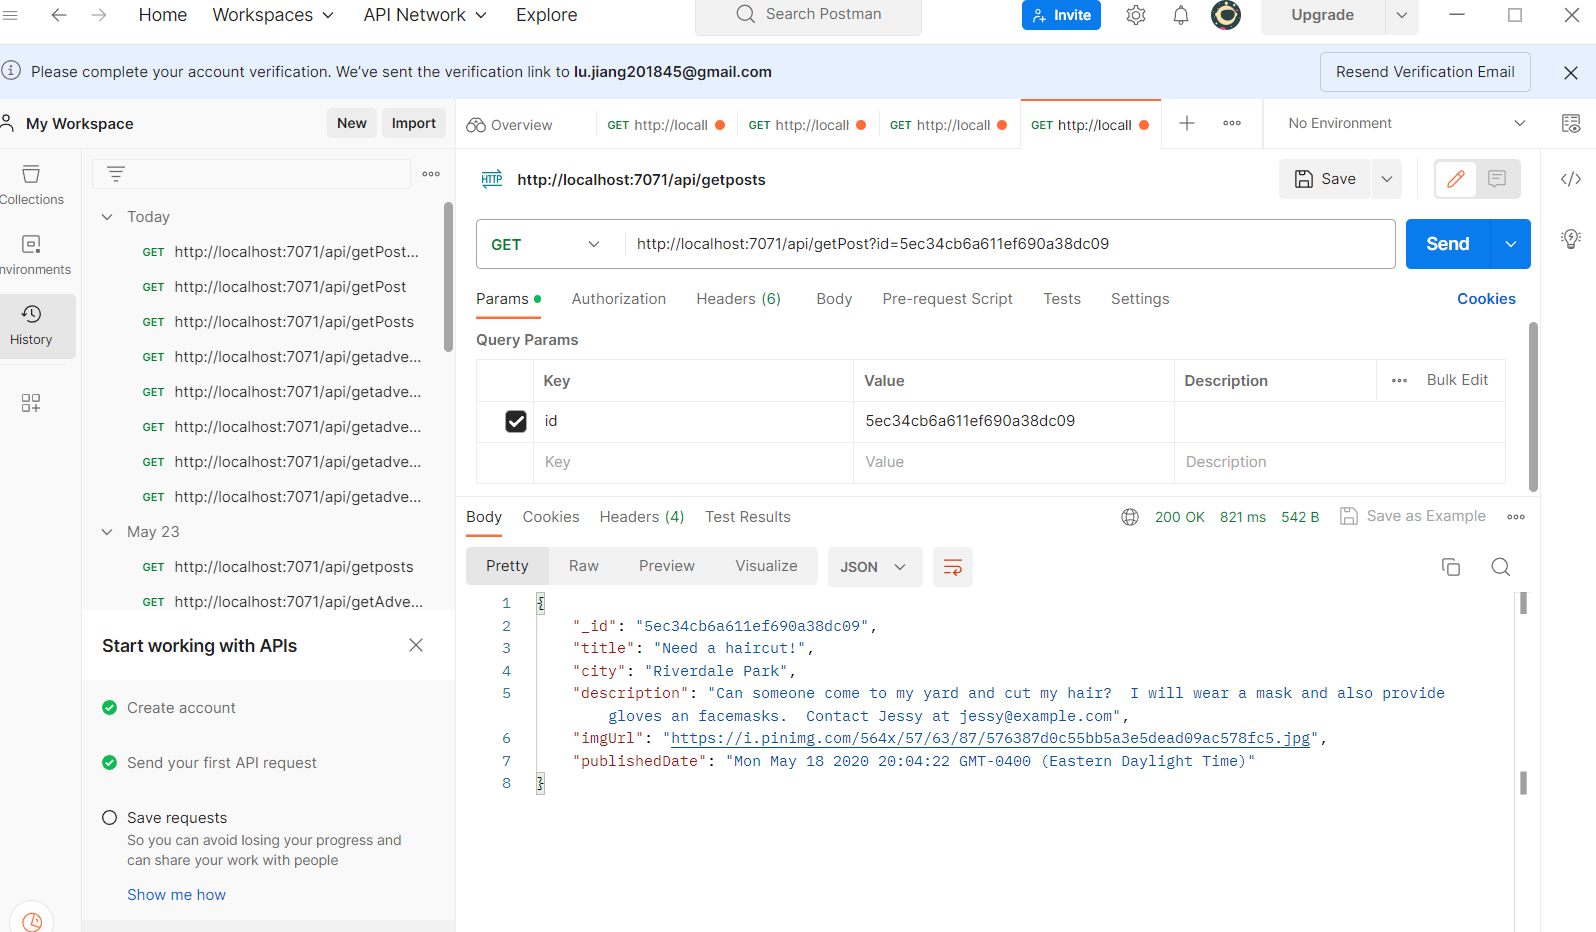 Home Workspaces API Network Explore Search Postman Invite Upgrade
Please complete your account verification. We've sent the verification link to lu.jiang201845@gmail.com Resend Verification Email
My Workspace New Import Overview GET http://locall GET http://locall GET http://locall GET http://locall No Environment
Collections
nvironments
History
Today
GET http://localhost:7071/api/getPost...
GET http://localhost:7071/api/getPost
GET http://localhost:7071/api/getPosts
GET http://localhost:7071/api/getadve...
GET http://localhost:7071/api/getadve...
GET http://localhost:7071/api/getadve...
GET http://localhost:7071/api/getadve...
GET http://localhost:7071/api/getadve...
May 23
GET http://localhost:7071/api/getposts
GET http://localhost:7071/api/getAdve...
Start working with APIs
Create account
Send your first API request
Save requests
So you can avoid losing your progress and
can share your work with people
Show me how
HTTP http://localhost:7071/api/getposts Save
GET http://localhost:7071/api/getPost?id=5ec34cb6a611ef690a38dc09 Send
Params Authorization Headers (6) Body Pre-request Script Tests Settings Cookies
Query Params
Key Value Description Bulk Edit
id 5ec34cb6a611ef690a38dc09
Key Value Description
Body Cookies Headers (4) Test Results 200 OK 821 ms 542 B Save as Example
Pretty Raw Preview Visualize JSON
1 {
2 "_id": "5ec34cb6a611ef690a38dc09",
3 "title": "Need a haircut!",
4 "city": "Riverdale Park",
5 "description": "Can someone come to my yard and cut my hair?  I will wear a mask and also provide
gloves an facemasks.  Contact Jessy at jessy@example.com",
6 "imgUrl": "https://i.pinimg.com/564x/57/63/87/576387d0c55bb5a3e5dead09ac578fc5.jpg",
7 "publishedDate": "Mon May 18 2020 20:04:22 GMT-0400 (Eastern Daylight Time)"
8 }